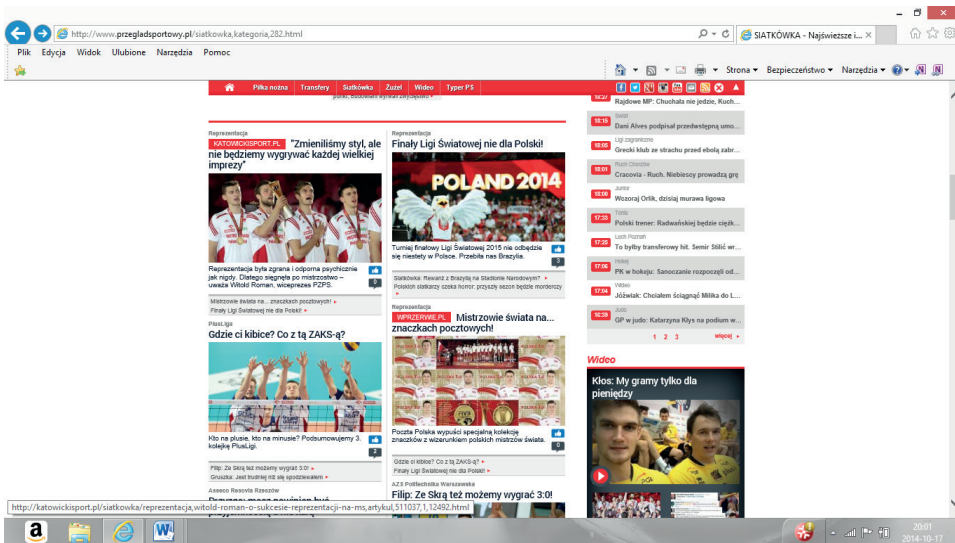 http://www.przegladsportowy.pl/siatkowka,kategoria,282.html
SIATKÓWKA - Najświeższe i...
Plik Edycja Widok Ulubione Narzędzia Pomoc
Strona Bezpieczeństwo Narzędzia
Piłka nożna Transfery Siatkówka Żużel Wideo Typer PS
Reprezentacja
KATOWICKISPORT.PL "Zmieniliśmy styl, ale
nie będziemy wygrywać każdej wielkiej
imprezy"
Reprezentacja była zgrana i odporna psychicznie
jak nigdy. Dlatego sięgnęła po mistrzostwo –
uważa Witold Roman, wiceprezes PZPS.
0
Mistrzowie świata na... znaczkach pocztowych!
Finały Ligi Światowej nie dla Polski!
PlusLiga
Gdzie ci kibice? Co z tą ZAKS-ą?
Kto na plusie, kto na minusie? Podsumowujemy 3.
kolejkę PlusLigi.
2
Filip: Ze Skrą też możemy wygrać 3:0!
Gruszka: Jest trudniej niż się spodziewałem
Asseco Resovia Rzeszów
Reprezentacja
Finały Ligi Światowej nie dla Polski!
POLAND 2014
Turniej finałowy Ligi Światowej 2015 nie odbędzie
się niestety w Polsce. Przebiła nas Brazylia.
3
Siatkówka: Rewanż z Brazylią na Stadionie Narodowym?
Polskich siatkarzy czeka horror: przyszły sezon będzie morderczy
Reprezentacja
WPRZERWIE.PL Mistrzowie świata na...
znaczkach pocztowych!
Poczta Polska wypuści specjalną kolekcję
znaczków z wizerunkiem polskich mistrzów świata.
0
Gdzie ci kibice? Co z tą ZAKS-ą?
Finały Ligi Światowej nie dla Polski!
AZS Politechnika Warszawska
Filip: Ze Skrą też możemy wygrać 3:0!
18:27 Rajdowe MP: Chuchała nie jedzie, Kuch...
Świat
18:15 Dani Alves podpisał przedwstępną umo...
Ligi zagraniczne
18:05 Grecki klub ze strachu przed ebolą zabr...
Ruch Chorzów
18:01 Cracovia - Ruch. Niebiescy prowadzą grę
Junior
18:00 Wozoraj Orlik, dzisiaj murawa ligowa
Tenis
17:33 Polski trener: Radwańskiej będzie ciężk...
Lech Poznań
17:25 To byłby transferowy hit. Semir Stilić wr...
Hokej
17:06 PK w hokeju: Sanoczanie rozpoczęli od...
Wideo
17:04 Jóźwiak: Chciałem ściągnąć Milika do L...
Judo
16:39 GP w judo: Katarzyna Kłys na podium w...
1 2 3 więcej
Wideo
Kłos: My gramy tylko dla
pieniędzy
http://katowickisport.pl/siatkowka/reprezentacja,witold-roman-o-sukcesie-reprezentacji-na-ms,artykul,511037,1,12492.html
20:01
2014-10-17